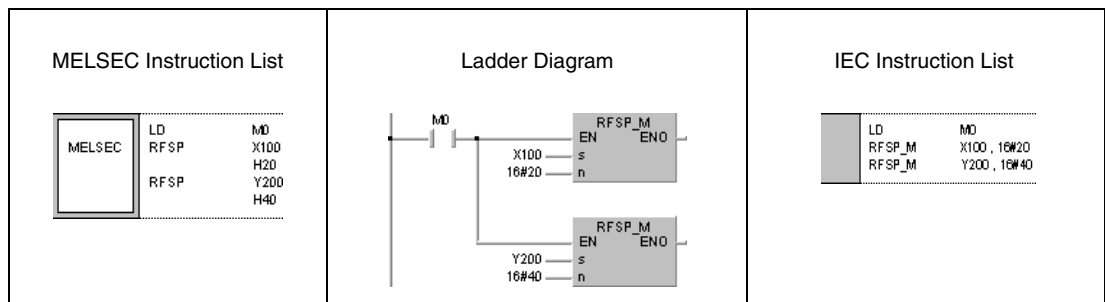 MELSEC Instruction List
MELSEC
LD M0
RFSP X100
H20
RFSP Y200
H40
Ladder Diagram
M0
RFSP_M
EN ENO
X100 s
16#20 n
RFSP_M
EN ENO
Y200 s
16#40 n
IEC Instruction List
LD M0
RFSP_M X100 , 16#20
RFSP_M Y200 , 16#40